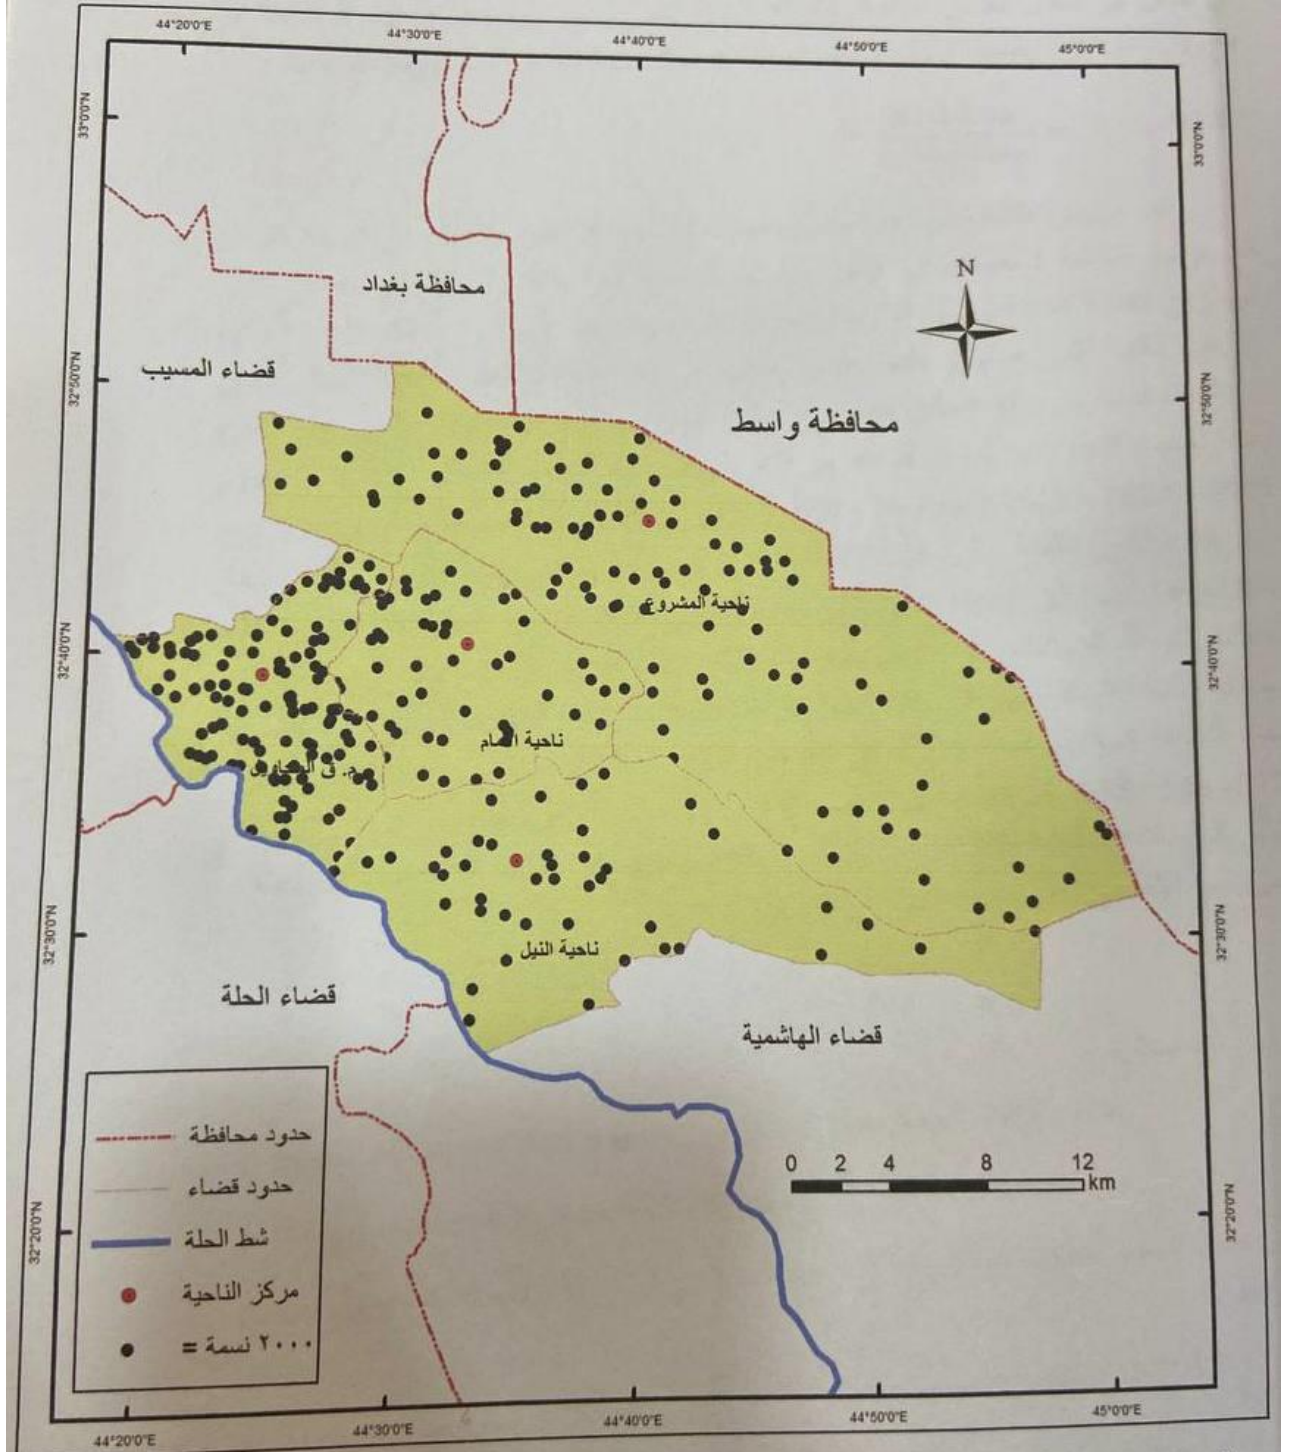 44°20'0"E
44°30'0"E
44°40'0"E
44°50'0"E
45°0'0"E
33°0'0"N
33°0'0"N
N
محافظة بغداد
قضاء المسيب
32°50'0"N
32°50'0"N
محافظة واسط
ناحية المشروع
32°40'0"N
32°40'0"N
ناحية الامام
م. ق
32°30'0"N
32°30'0"N
ناحية النيل
قضاء الحلة
قضاء الهاشمية
حدود محافظة
حدود قضاء
شط الحلة
مركز الناحية
٢٠٠٠ نسمة =
0 2 4 8 12
km
32°20'0"N
32°20'0"N
44°20'0"E
44°30'0"E
44°40'0"E
44°50'0"E
45°0'0"E